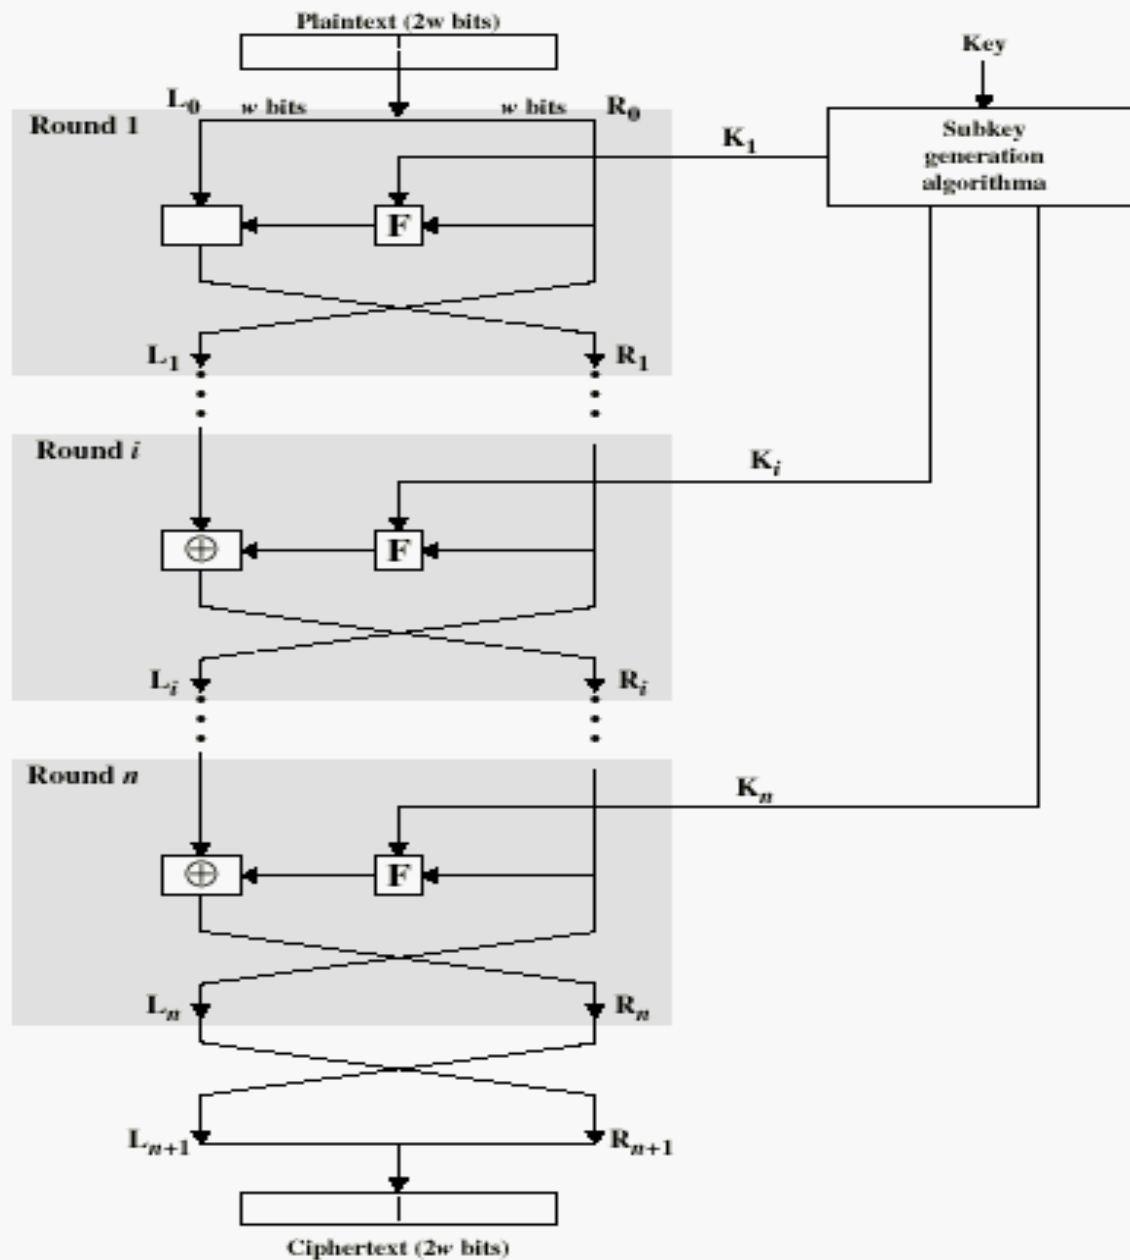 Plaintext (2w bits)
Key
L0 w bits w bits R0
Round 1
K1
Subkey
generation
algorithma
F
L1 R1
Round i
Ki
⊕ F
Li Ri
Round n
Kn
⊕ F
Ln Rn
Ln+1 Rn+1
Ciphertext (2w bits)